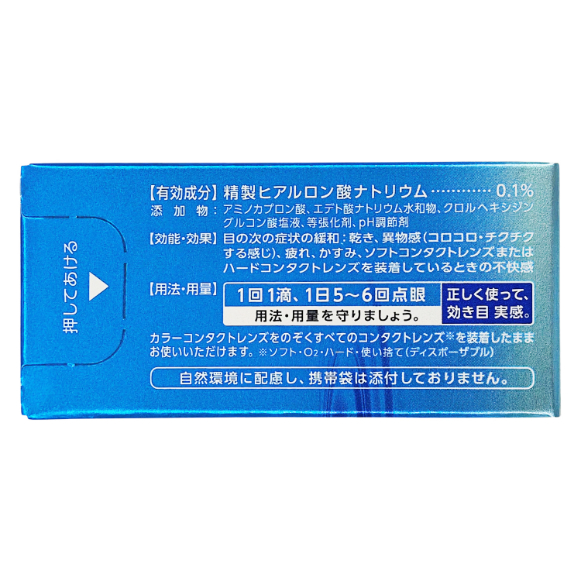 押してあける
【有効成分】精製ヒアルロン酸ナトリウム…………0.1%
添加物：アミノカプロン酸、エデト酸ナトリウム水和物、クロルヘキシジン
グルコン酸塩液、等張化剤、pH調節剤
【効能・効果】目の次の症状の緩和：乾き、異物感（コロコロ・チクチク
する感じ）、疲れ、かすみ、ソフトコンタクトレンズまたは
ハードコンタクトレンズを装着しているときの不快感
【用法・用量】1回1滴、1日5～6回点眼
用法・用量を守りましょう。
正しく使って、
効き目 実感。
カラーコンタクトレンズをのぞくすべてのコンタクトレンズ※を装着したまま
お使いいただけます。※ソフト・O2・ハード・使い捨て（ディスポーザブル）
自然環境に配慮し、携帯袋は添付しておりません。